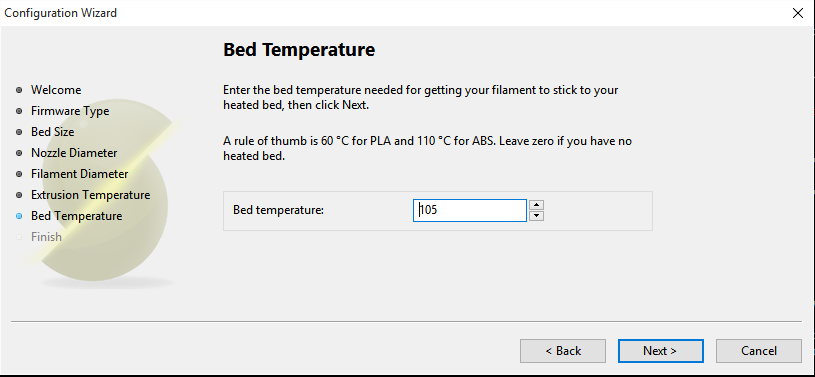 Configuration Wizard
Bed Temperature
Welcome
Firmware Type
Bed Size
Nozzle Diameter
Filament Diameter
Extrusion Temperature
Bed Temperature
Finish
Enter the bed temperature needed for getting your filament to stick to your
heated bed, then click Next.
A rule of thumb is 60 °C for PLA and 110 °C for ABS. Leave zero if you have no
heated bed.
Bed temperature:
105
< Back
Next >
Cancel